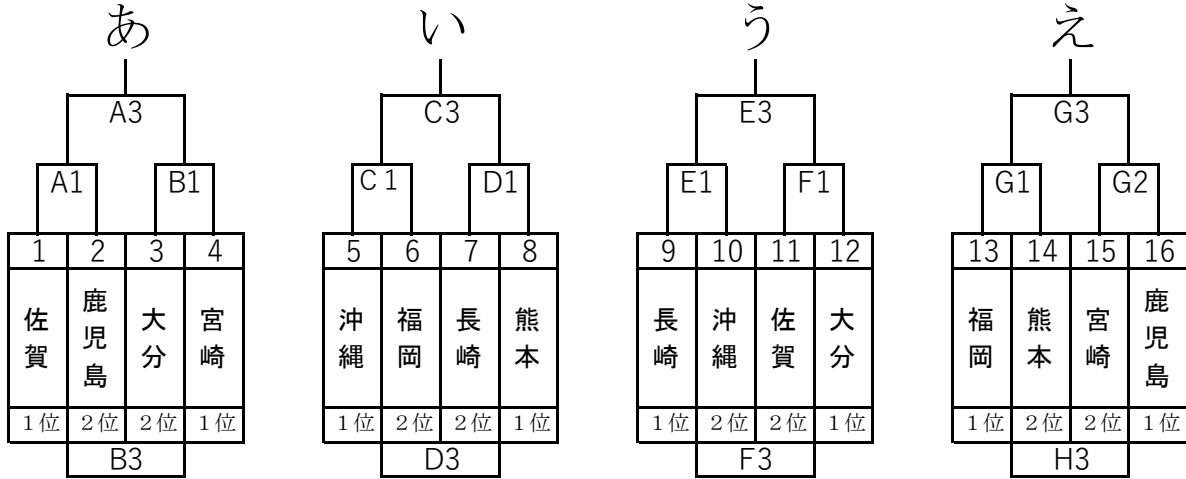 あ い う え
A3 C3 E3 G3
A1 B1 C1 D1 E1 F1 G1 G2
1 2 3 4 5 6 7 8 9 10 11 12 13 14 15 16
佐賀 鹿児島 大分 宮崎 沖縄 福岡 長崎 熊本 長崎 沖縄 佐賀 大分 福岡 熊本 宮崎 鹿児島
1位 2位 2位 1位 1位 2位 2位 1位 1位 2位 2位 1位 1位 2位 2位 1位
B3 D3 F3 H3